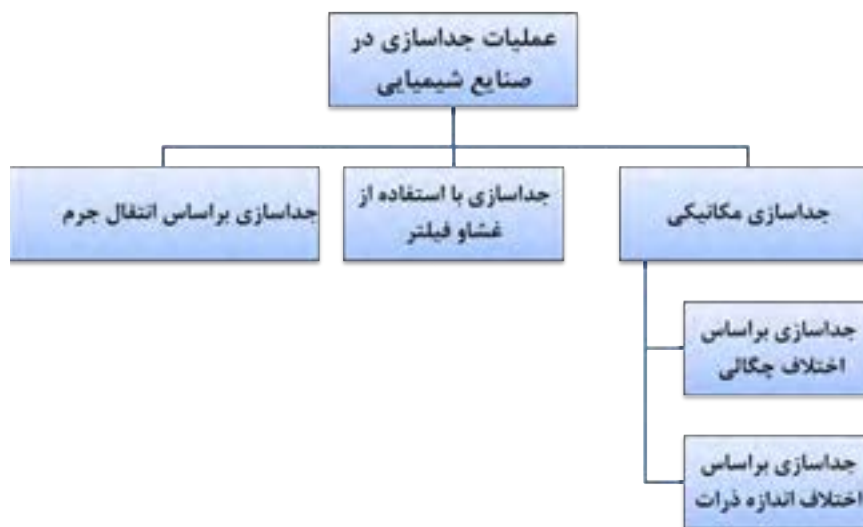 عملیات جداسازی در
صنایع شیمیایی
جداسازی مکانیکی
جداسازی با استفاده از
غشاو فیلتر
جداسازی براساس انتقال جرم
جداسازی براساس
اختلاف چگالی
جداسازی براساس
اختلاف اندازه ذرات